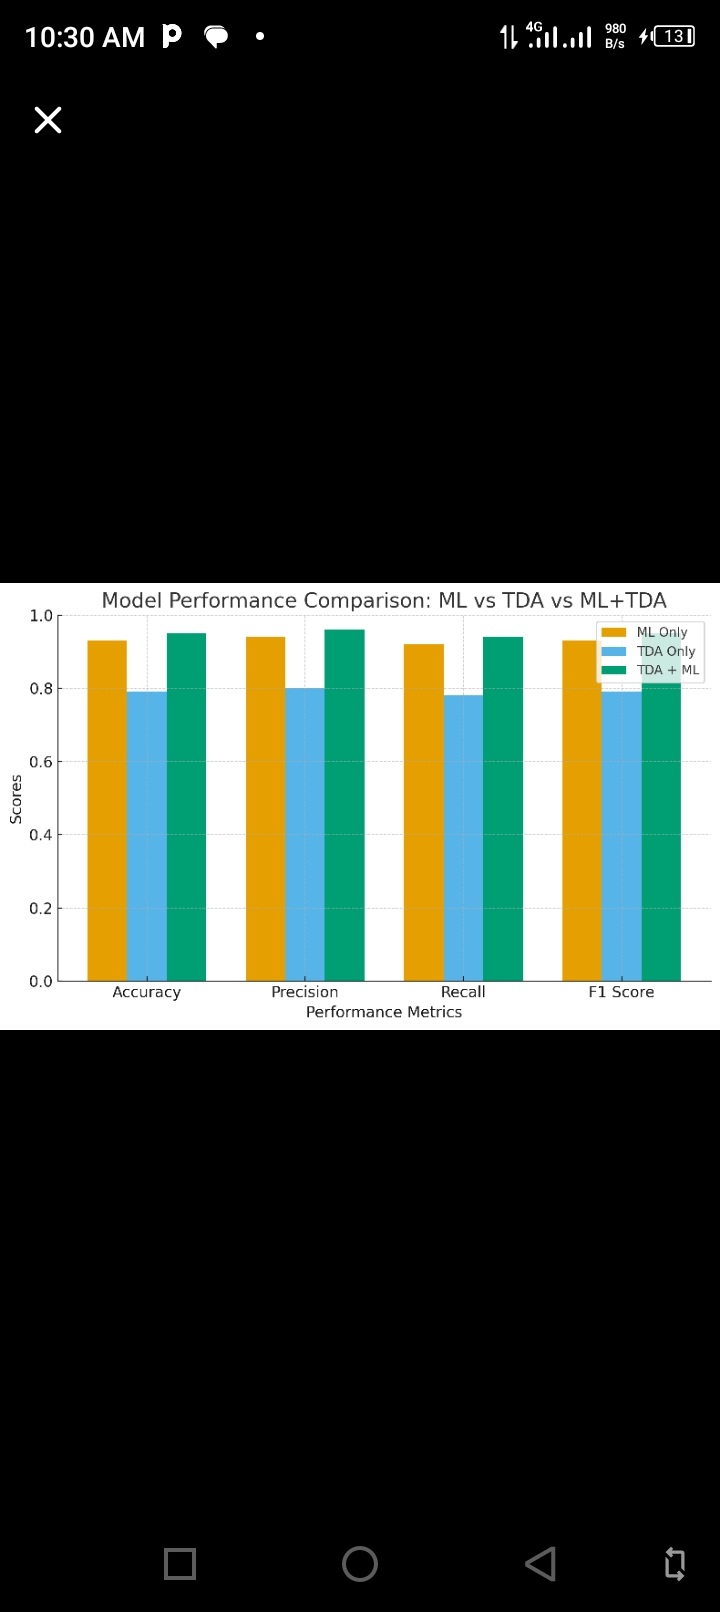 10:30 AM
4G
980
B/s
13
Model Performance Comparison: ML vs TDA vs ML+TDA
1.0
ML Only
TDA Only
TDA + ML
0.8
0.6
Scores
0.4
0.2
0.0
Accuracy Precision Recall F1 Score
Performance Metrics